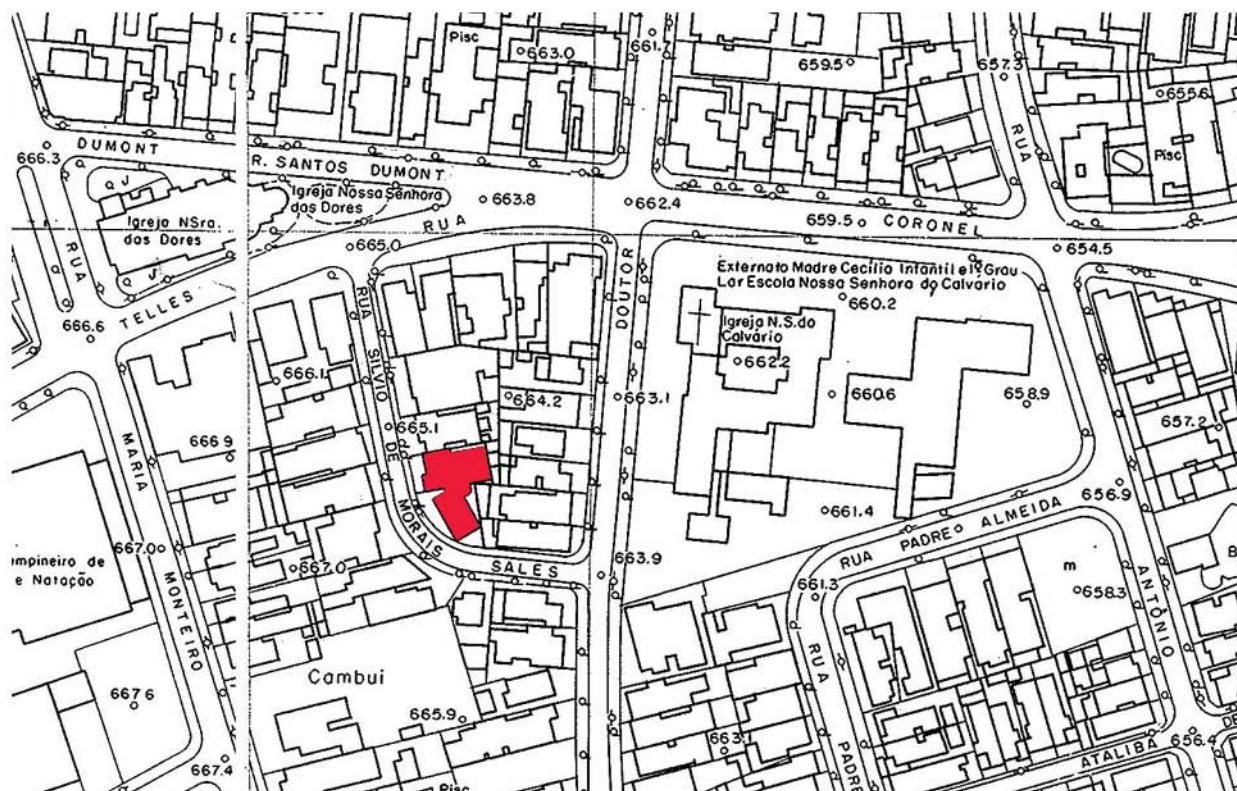 Pisc
663.0
661.7
659.5
657.3
655.6
RUA
Pisc
DUMONT
666.3
R. SANTOS DUMONT
Igreja Nossa Senhora
das Dores
663.8
662.4
659.5
CORONEL
Igreja NSra.
das Dores
RUA
RUA
665.0
654.5
TELLES
666.6
RUA
SILVIO
DE
MORAIS
SALES
DOUTOR
Externato Madre Cecilio Infantil e 1º Grau
Lar Escola Nossa Senhora do Calvário
660.2
Igreja N.S. do
Calvário
662.2
666.1
664.2
663.1
660.6
658.9
665.1
657.2
666.9
MARIA
MONTEIRO
656.9
661.4
RUA PADRE ALMEIDA
667.0
667.0
663.9
661.3
m
658.3
ANTÔNIO
B
empineiro de
e Natação
RUA
PADRE
Cambui
667.6
665.9
663.1
667.4
Pisc
ATALIBA
DE
656.4